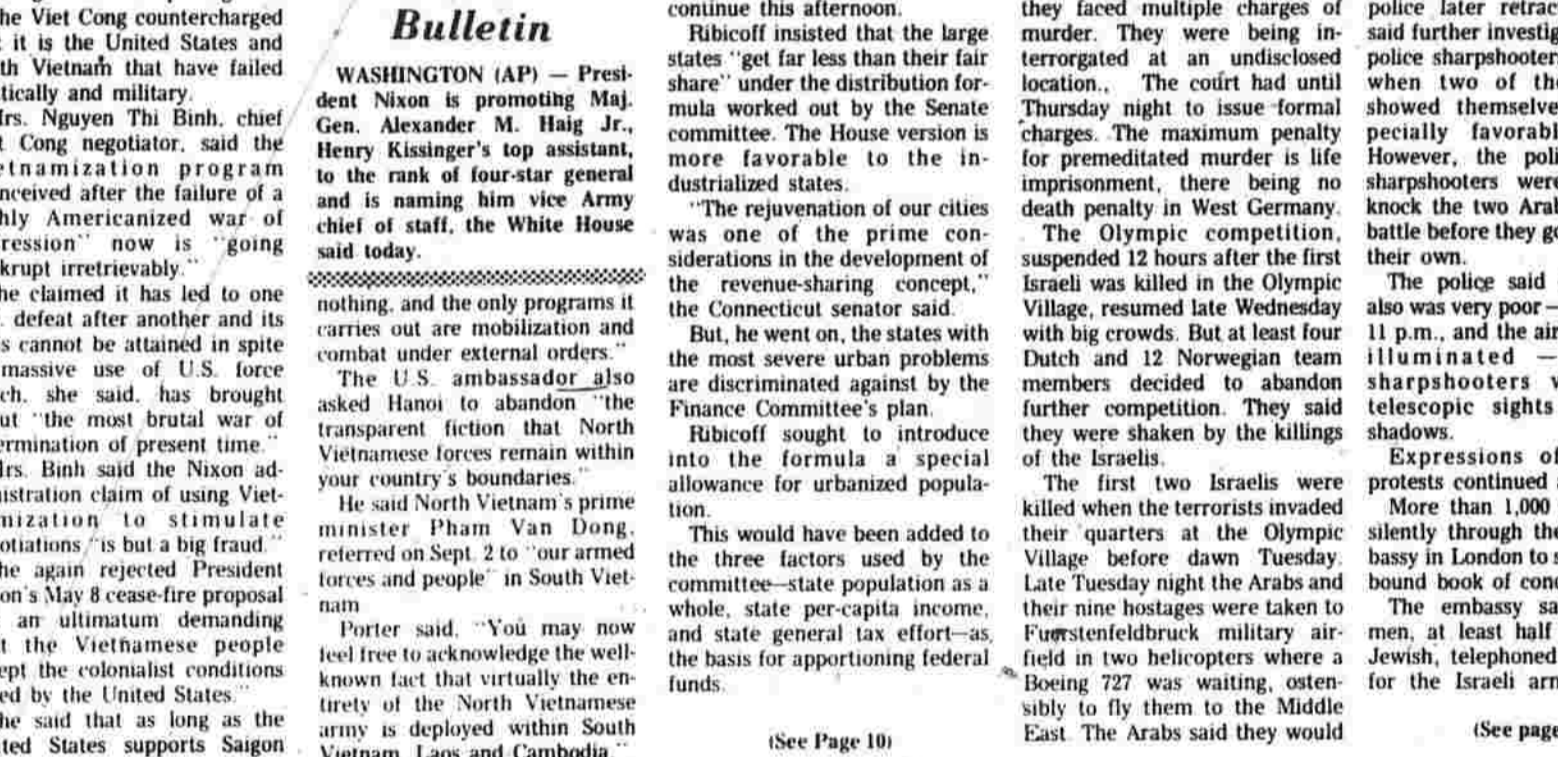 he Viet Cong countercharged
it is the United States and
th Vietnam that have failed
tically and military.
rs. Nguyen Thi Binh, chief
t Cong negotiator, said the
etnamization program
nceived after the failure of a
hly Americanized war of
ression" now is "going
krupt irretrievably."
he claimed it has led to one
. defeat after another and its
s cannot be attained in spite
massive use of U.S. force
ch, she said, has brought
ut "the most brutal war of
ermination of present time."
rs. Binh said the Nixon ad-
istration claim of using Viet-
nization to stimulate
otiations "is but a big fraud."
he again rejected President
on's May 8 cease-fire proposal
an ultimatum demanding
t the Vietnamese people
ept the colonialist conditions
ed by the United States."
he said that as long as the
ted States supports Saigon
Bulletin
WASHINGTON (AP) — Presi-
dent Nixon is promoting Maj.
Gen. Alexander M. Haig Jr.,
Henry Kissinger's top assistant,
to the rank of four-star general
and is naming him vice Army
chief of staff, the White House
said today.
nothing, and the only programs it
carries out are mobilization and
combat under external orders."
The U.S. ambassador also
asked Hanoi to abandon "the
transparent fiction that North
Vietnamese forces remain within
your country's boundaries."
He said North Vietnam's prime
minister Pham Van Dong,
referred on Sept. 2 to "our armed
forces and people" in South Viet-
nam
Porter said, "You may now
feel free to acknowledge the well-
known fact that virtually the en-
tirety of the North Vietnamese
army is deployed within South
Vietnam, Laos and Cambodia."
continue this afternoon.
Ribicoff insisted that the large
states "get far less than their fair
share" under the distribution for-
mula worked out by the Senate
committee. The House version is
more favorable to the in-
dustrialized states.
"The rejuvenation of our cities
was one of the prime con-
siderations in the development of
the revenue-sharing concept,"
the Connecticut senator said.
But, he went on, the states with
the most severe urban problems
are discriminated against by the
Finance Committee's plan.
Ribicoff sought to introduce
into the formula a special
allowance for urbanized popula-
tion.
This would have been added to
the three factors used by the
committee—state population as a
whole, state per-capita income,
and state general tax effort—as,
the basis for apportioning federal
funds.
(See Page 10)
they faced multiple charges of
murder. They were being in-
terrorgated at an undisclosed
location., The court had until
Thursday night to issue formal
charges. The maximum penalty
for premeditated murder is life
imprisonment, there being no
death penalty in West Germany.
The Olympic competition,
suspended 12 hours after the first
Israeli was killed in the Olympic
Village, resumed late Wednesday
with big crowds. But at least four
Dutch and 12 Norwegian team
members decided to abandon
further competition. They said
they were shaken by the killings
of the Israelis.
The first two Israelis were
killed when the terrorists invaded
their quarters at the Olympic
Village before dawn Tuesday.
Late Tuesday night the Arabs and
their nine hostages were taken to
Fuerstenfeldbruck military air-
field in two helicopters where a
Boeing 727 was waiting, osten-
sibly to fly them to the Middle
East. The Arabs said they would
police later retrac
said further investig
police sharpshooter
when two of the
showed themselve
pecially favorabl
However, the poli
sharpshooters were
knock the two Arab
battle before they go
their own.
The police said
also was very poor—
11 p.m., and the air
illuminated —
sharpshooters w
telescopic sights
shadows.
Expressions of
protests continued
More than 1,000
silently through the
bassy in London to s
bound book of cond
The embassy sa
men, at least half
Jewish, telephoned
for the Israeli arm
(See page